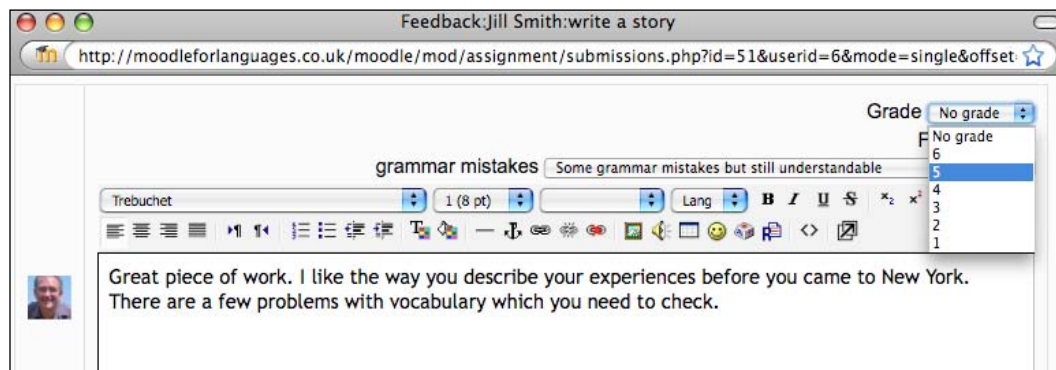 Feedback:Jill Smith:write a story
http://moodleforlanguages.co.uk/moodle/mod/assignment/submissions.php?id=51&userid=6&mode=single&offset
Grade No grade
F No grade
6
grammar mistakes Some grammar mistakes but still understandable
5
Trebuchet 1 (8 pt) Lang B I U S x2 x2
4
3
2
1
Great piece of work. I like the way you describe your experiences before you came to New York.
There are a few problems with vocabulary which you need to check.